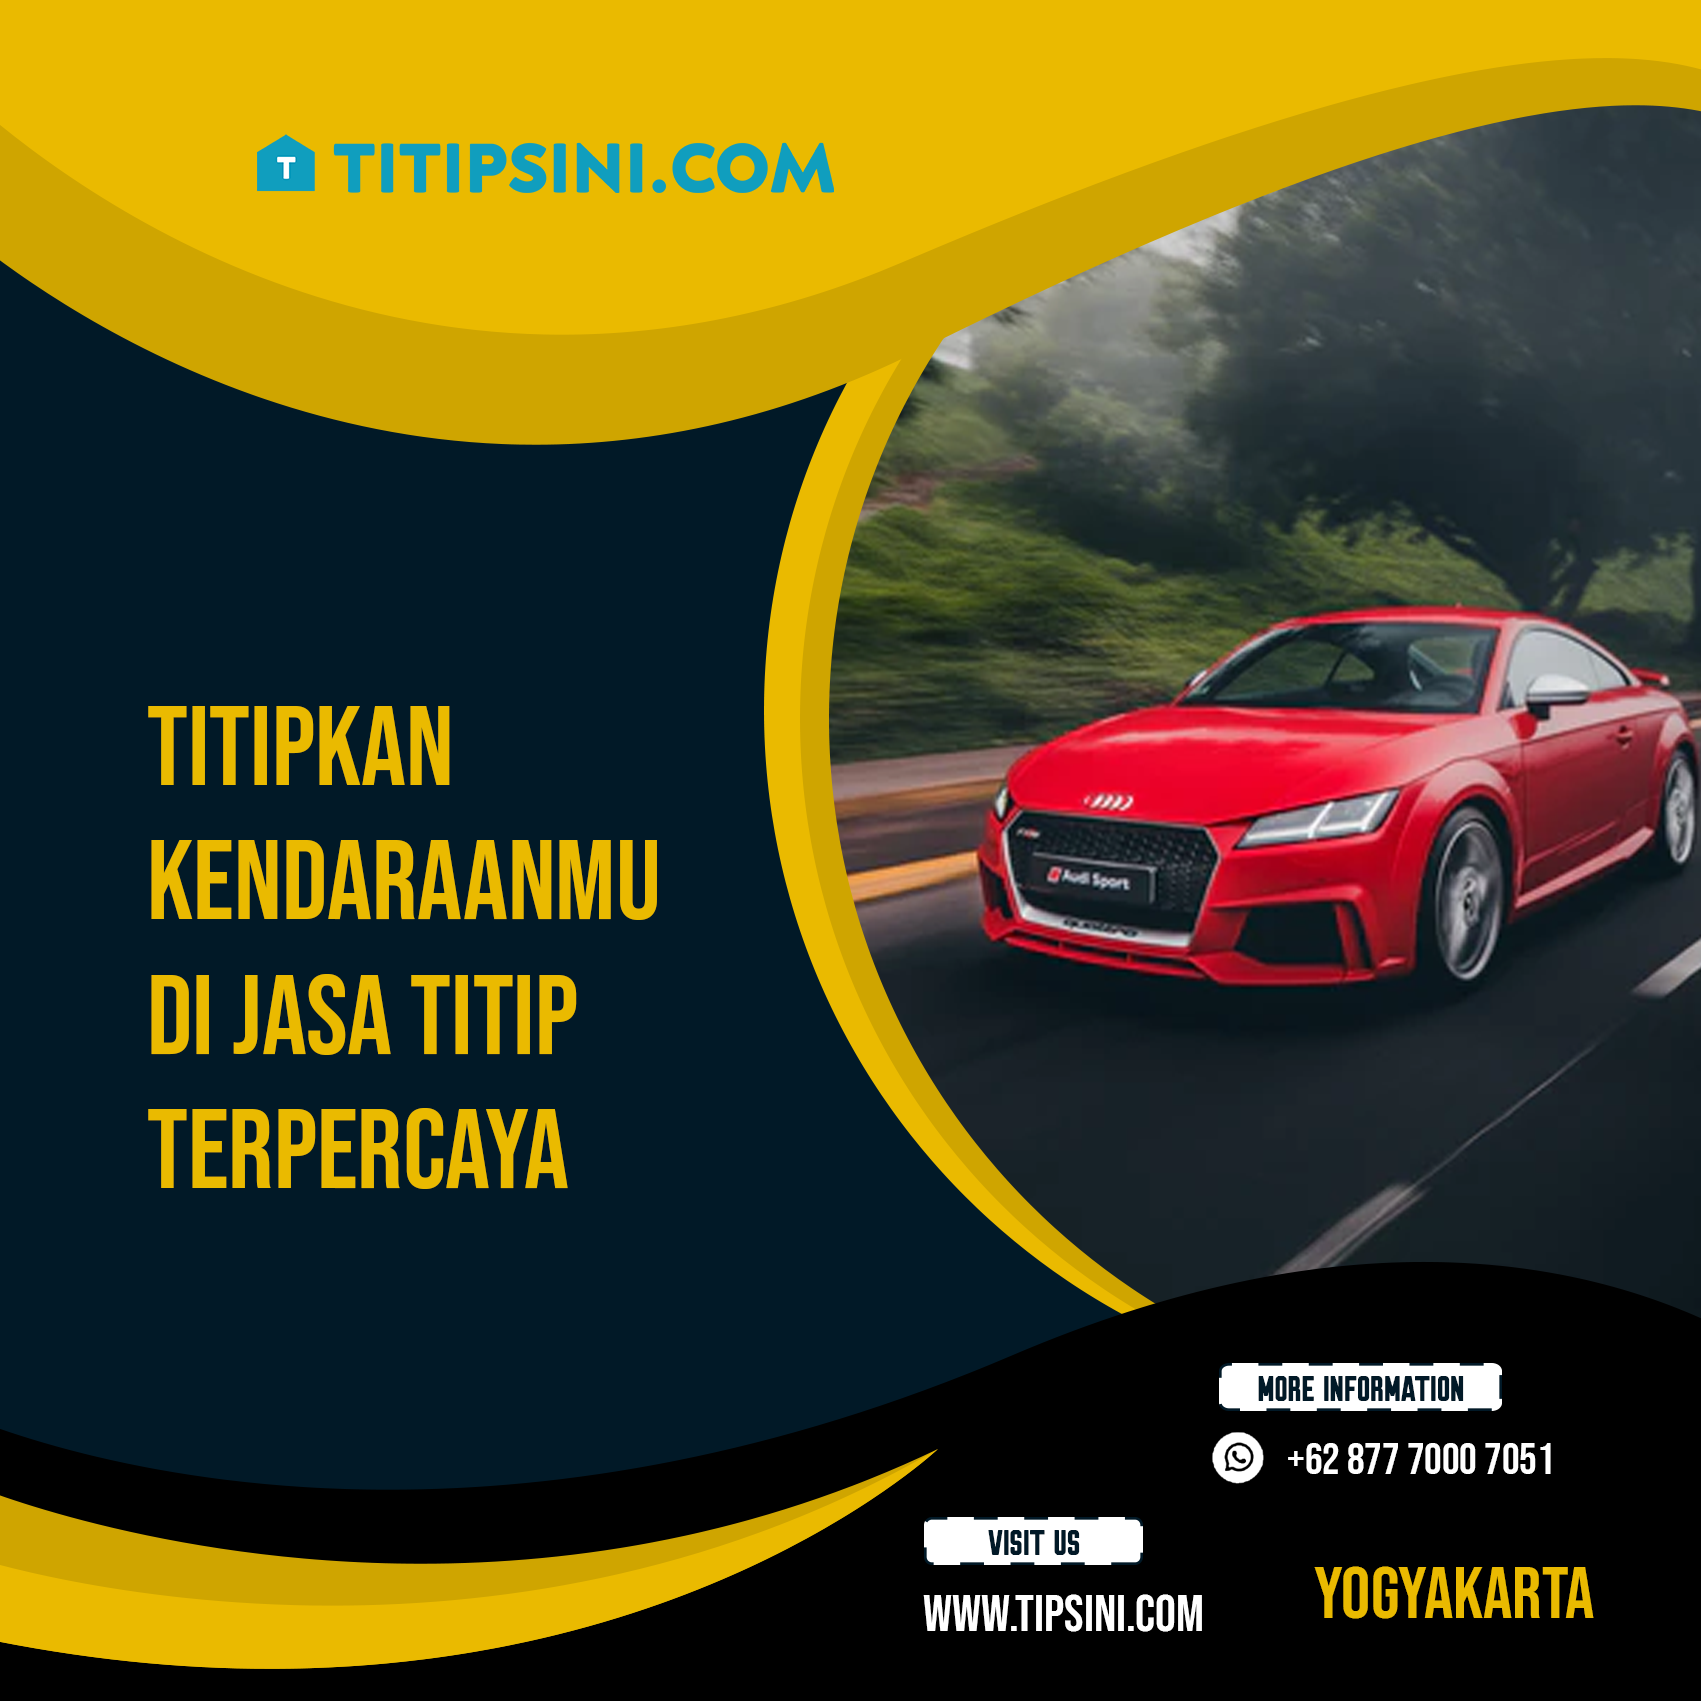 T TITIPSINI.COM
TITIPKAN
KENDARAANMU
DI JASA TITIP
TERPERCAYA
Audi Sport
quattro
MORE INFORMATION
+62 877 7000 7051
VISIT US
WWW.TIPSINI.COM
YOGYAKARTA